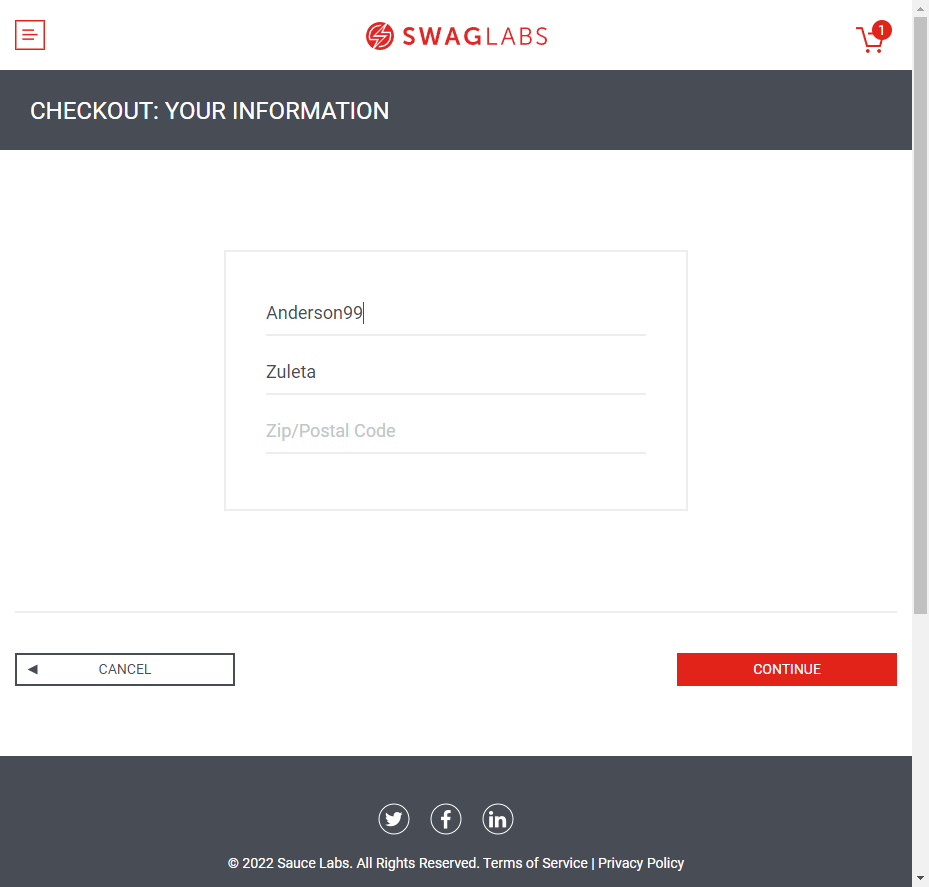 SWAGLABS
1
CHECKOUT: YOUR INFORMATION
Anderson99
Zuleta
Zip/Postal Code
CANCEL
CONTINUE
© 2022 Sauce Labs. All Rights Reserved. Terms of Service | Privacy Policy